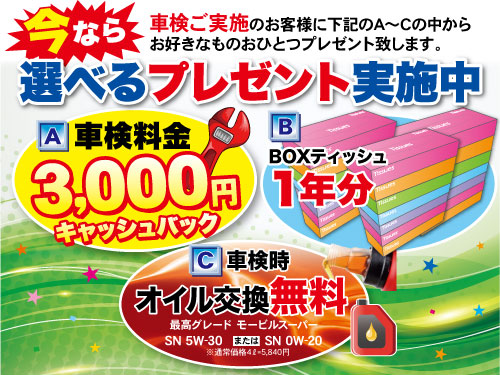 今なら
車検ご実施のお客様に下記のA～Cの中から
お好きなものおひとつプレゼント致します。
選べるプレゼント実施中
A 車検料金
3,000円
キャッシュバック
B
BOXティッシュ
1年分
Tissues
Tissues
Tissues
Tissues
Tissues
C 車検時
オイル交換無料
最高グレード モービルスーパー
SN 5W-30 または SN 0W-20
※通常価格4ℓ=5,840円